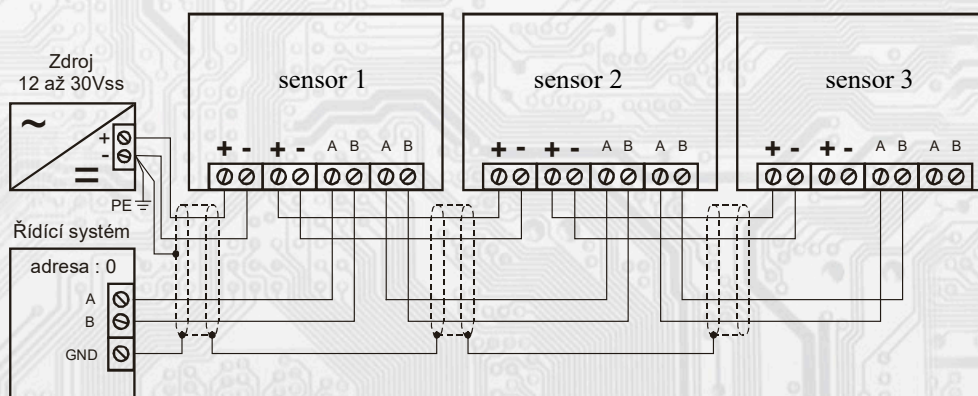 Zdroj
12 až 30Vss
~
=
+
-
PE
sensor 1
+ - + - A B A B
sensor 2
+ - + - A B A B
sensor 3
+ - + - A B A B
Řídící systém
adresa : 0
A
B
GND